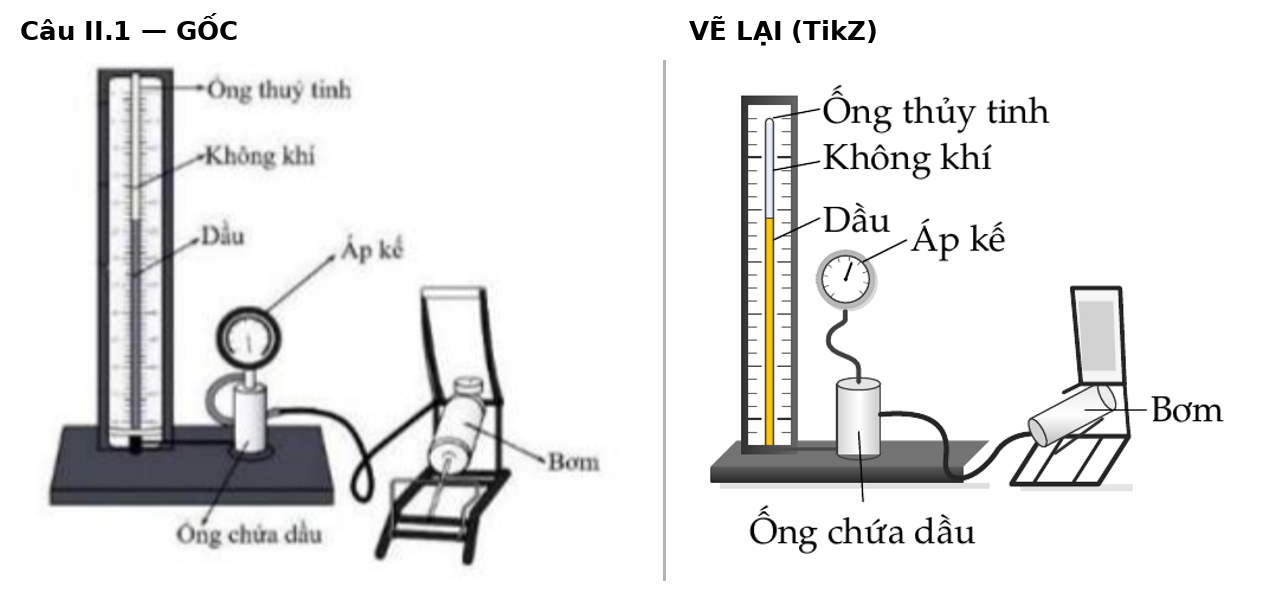 Câu II.1 — GỐC
Ống thuỷ tinh
Không khí
Dầu
Áp kế
Bơm
Ống chứa dầu
VẼ LẠI (TikZ)
Ống thủy tinh
Không khí
Dầu
Áp kế
Bơm
Ống chứa dầu